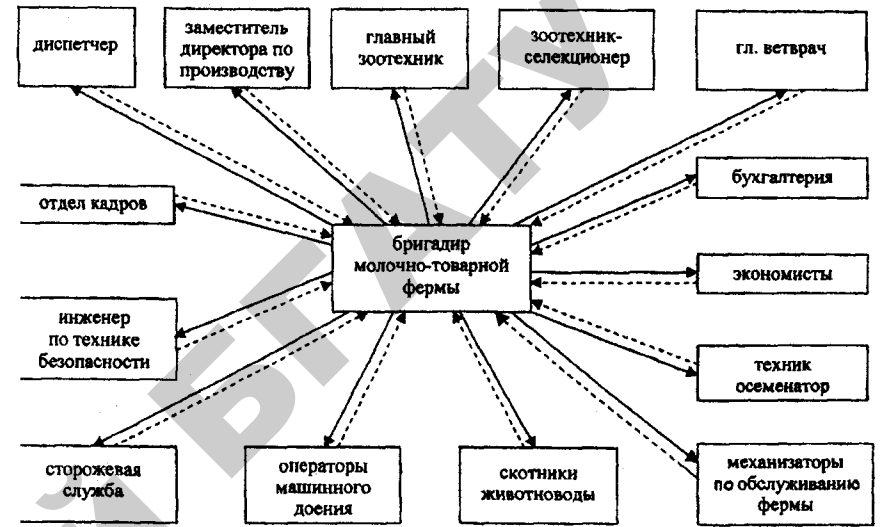 диспетчер
заместитель
директора по
производству
главный
зоотехник
зоотехник-
селекционер
гл. ветврач
отдел кадров
бухгалтерия
бригадир
молочно-товарной
фермы
экономисты
инженер
по технике
безопасности
техник
осеменатор
сторожевая
служба
операторы
машинного
доения
скотники
животноводы
механизаторы
по обслуживанию
фермы
Й БГАТУ